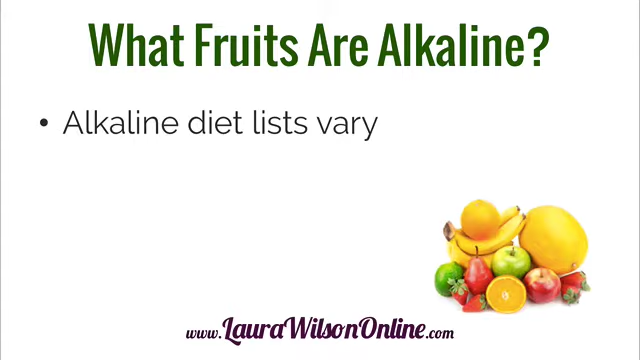 What Fruits Are Alkaline?
• Alkaline diet lists vary
www.LauraWilsonOnline.com